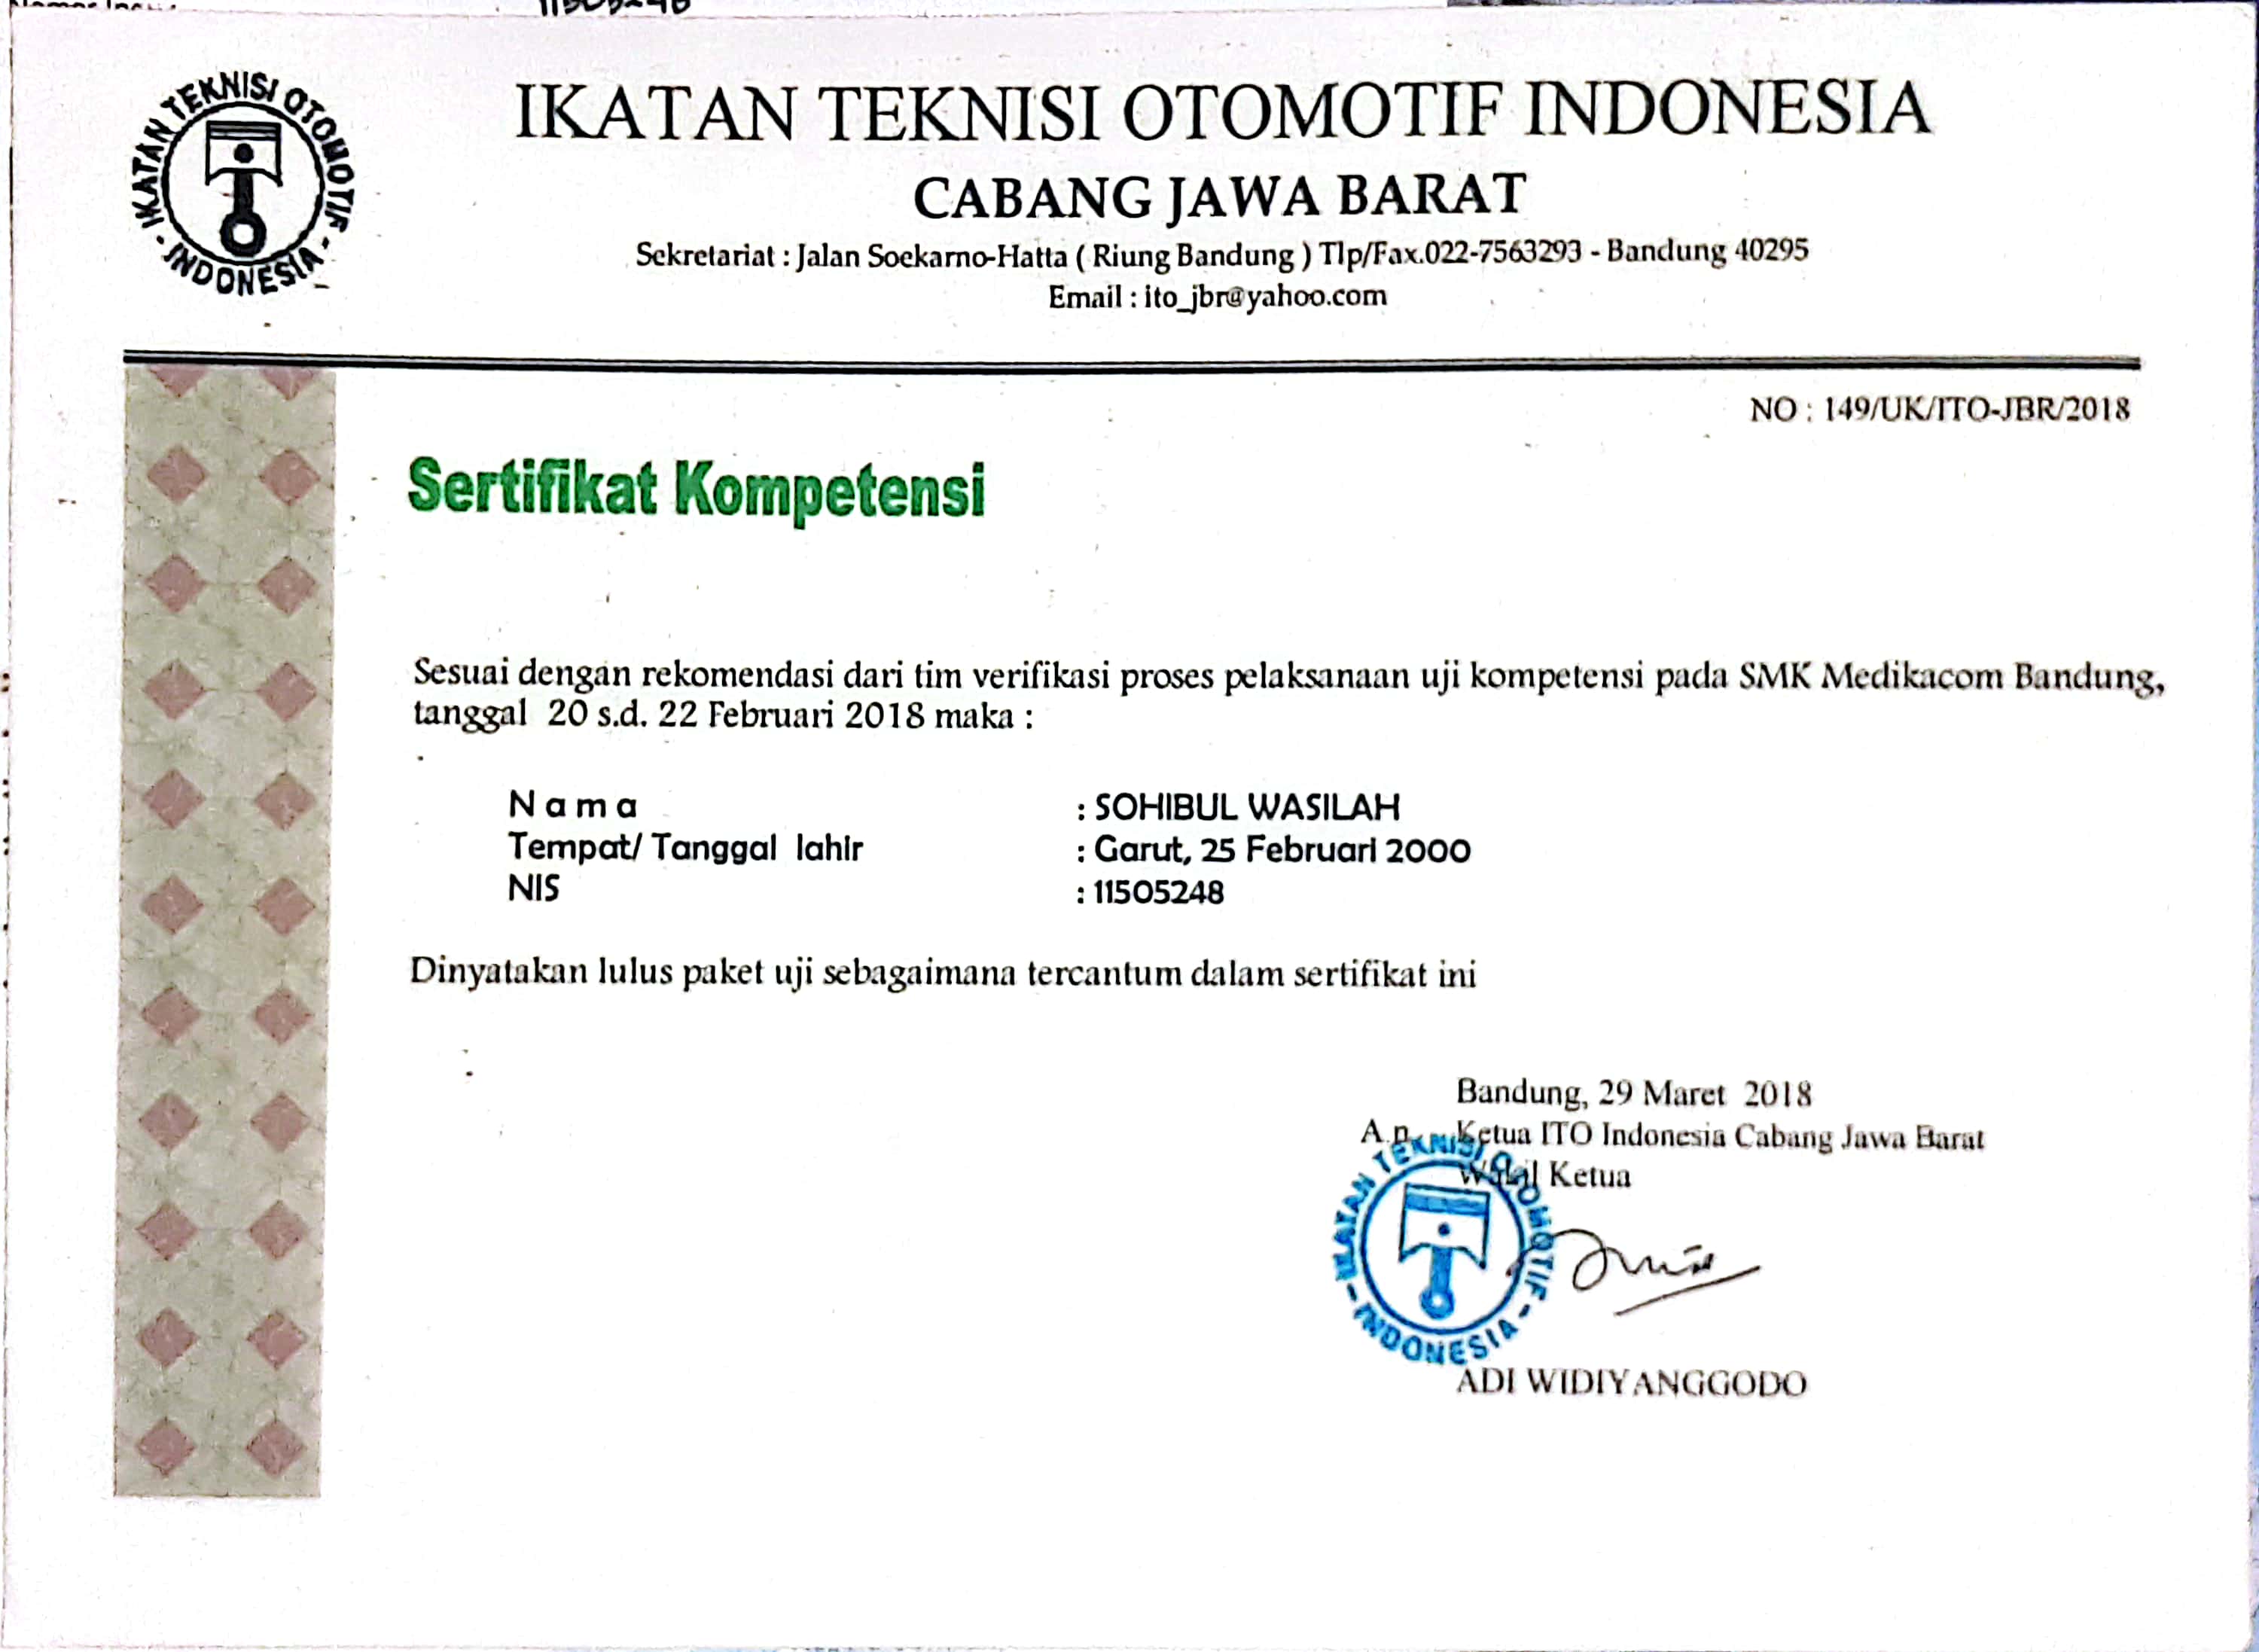 11505248
IKATAN TEKNISI OTOMOTIF - INDONESIA -
IKATAN TEKNISI OTOMOTIF INDONESIA
CABANG JAWA BARAT
Sekretariat : Jalan Soekarno-Hatta ( Riung Bandung ) Tlp/Fax.022-7563293 - Bandung 40295
Email : ito_jbr@yahoo.com
NO : 149/UK/ITO-JBR/2018
Sertifikat Kompetensi
Sesuai dengan rekomendasi dari tim verifikasi proses pelaksanaan uji kompetensi pada SMK Medikacom Bandung,
tanggal 20 s.d. 22 Februari 2018 maka :
N a m a : SOHIBUL WASILAH
Tempat/ Tanggal lahir : Garut, 25 Februari 2000
NIS : 11505248
Dinyatakan lulus paket uji sebagaimana tercantum dalam sertifikat ini
Bandung, 29 Maret 2018
A.n. Ketua ITO Indonesia Cabang Jawa Barat
Wakil Ketua
IKATAN TEKNISI OTOMOTIF - INDONESIA -
ADI WIDIYANGGODO